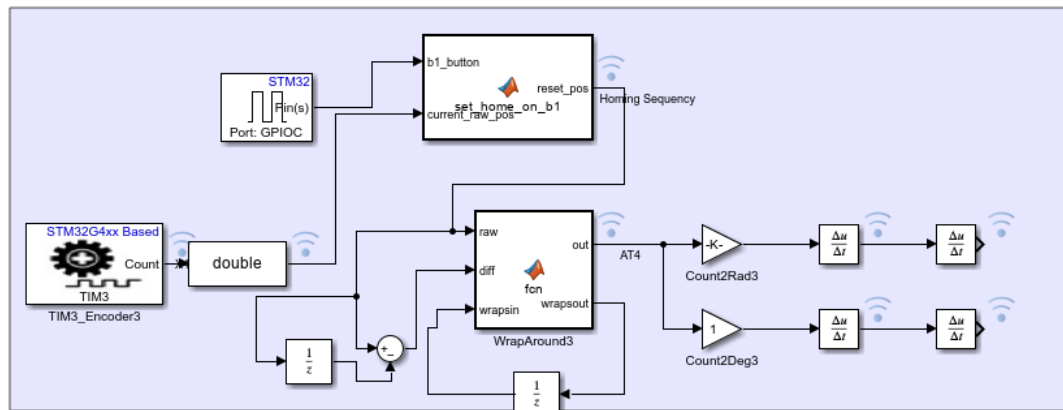 STM32
Pin(s)
Port: GPIOC
b1_button
reset_pos
set_home_on_b1
current_raw_pos
Homing Sequency
STM32G4xx Based
Count
TIM3
TIM3_Encoder3
double
raw
out
diff
fcn
wrapsin
wrapsout
WrapAround3
AT4
-K-
Count2Rad3
Δu
Δt
Δu
Δt
1
Count2Deg3
Δu
Δt
Δu
Δt
+
_
1
z
1
z